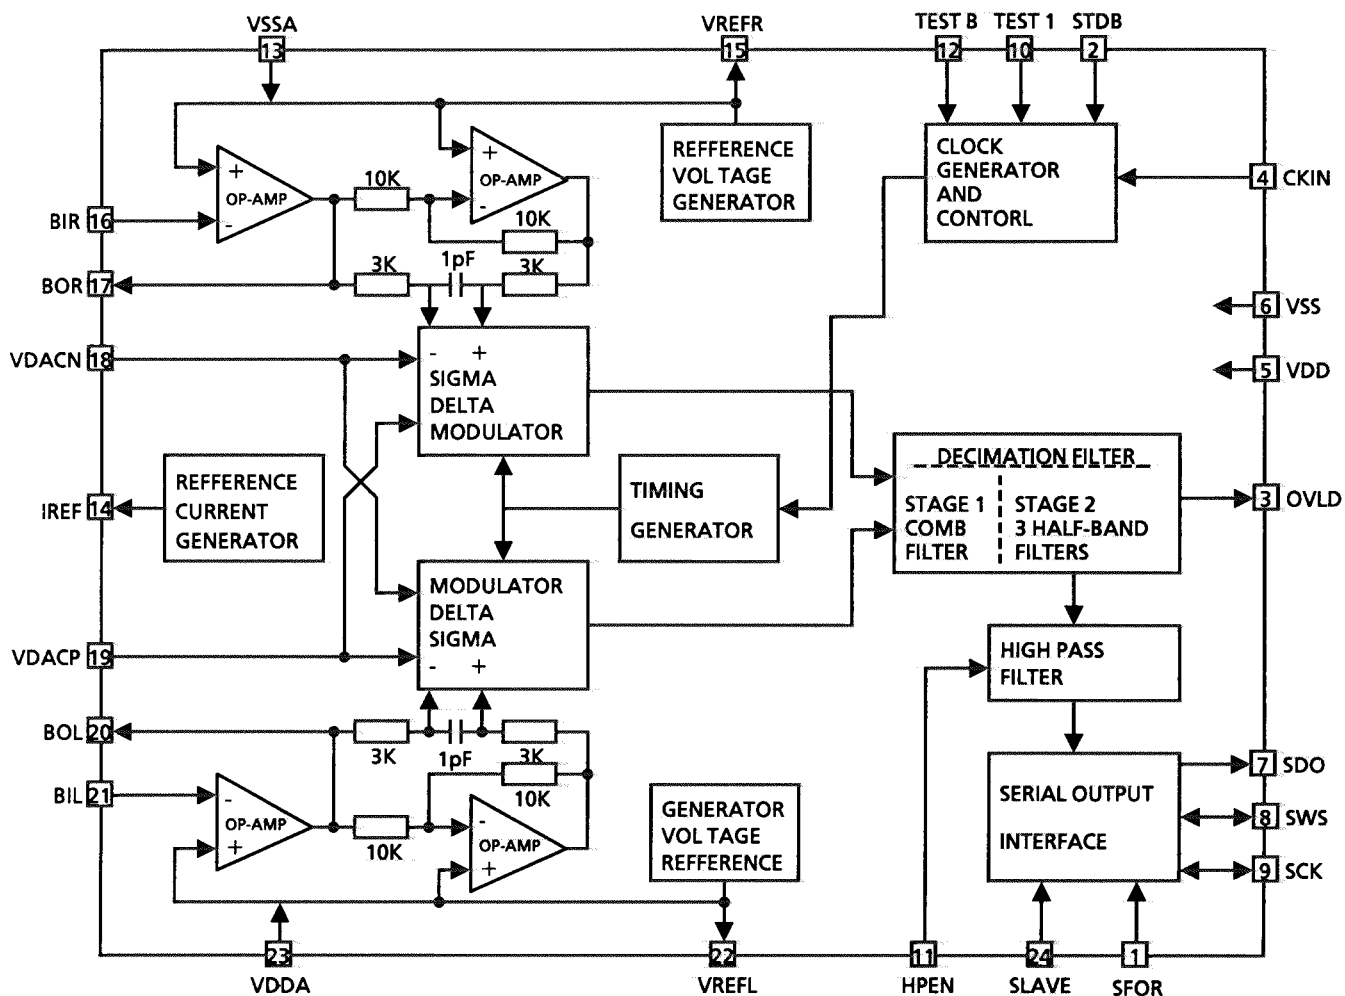 VSSA
VREFR
TEST B
TEST 1
STDB
13
15
12
10
2
REFFERENCE
VOL TAGE
GENERATOR
CLOCK
GENERATOR
AND
CONTORL
+
OP-AMP
-
+
OP-AMP
-
10K
10K
BIR 16
4 CKIN
BOR 17
3K
1pF
3K
6 VSS
VDACN 18
- +
SIGMA
DELTA
MODULATOR
5 VDD
REFFERENCE
CURRENT
GENERATOR
IREF 14
TIMING
GENERATOR
DECIMATION FILTER
STAGE 1
COMB
FILTER
STAGE 2
3 HALF-BAND
FILTERS
3 OVLD
MODULATOR
DELTA
SIGMA
- +
VDACP 19
HIGH PASS
FILTER
BOL 20
3K
1pF
3K
10K
BIL 21
-
OP-AMP
+
10K
-
OP-AMP
+
GENERATOR
VOL TAGE
REFFERENCE
SERIAL OUTPUT
INTERFACE
7 SDO
8 SWS
9 SCK
23
22
11
24
1
VDDA
VREFL
HPEN
SLAVE
SFOR